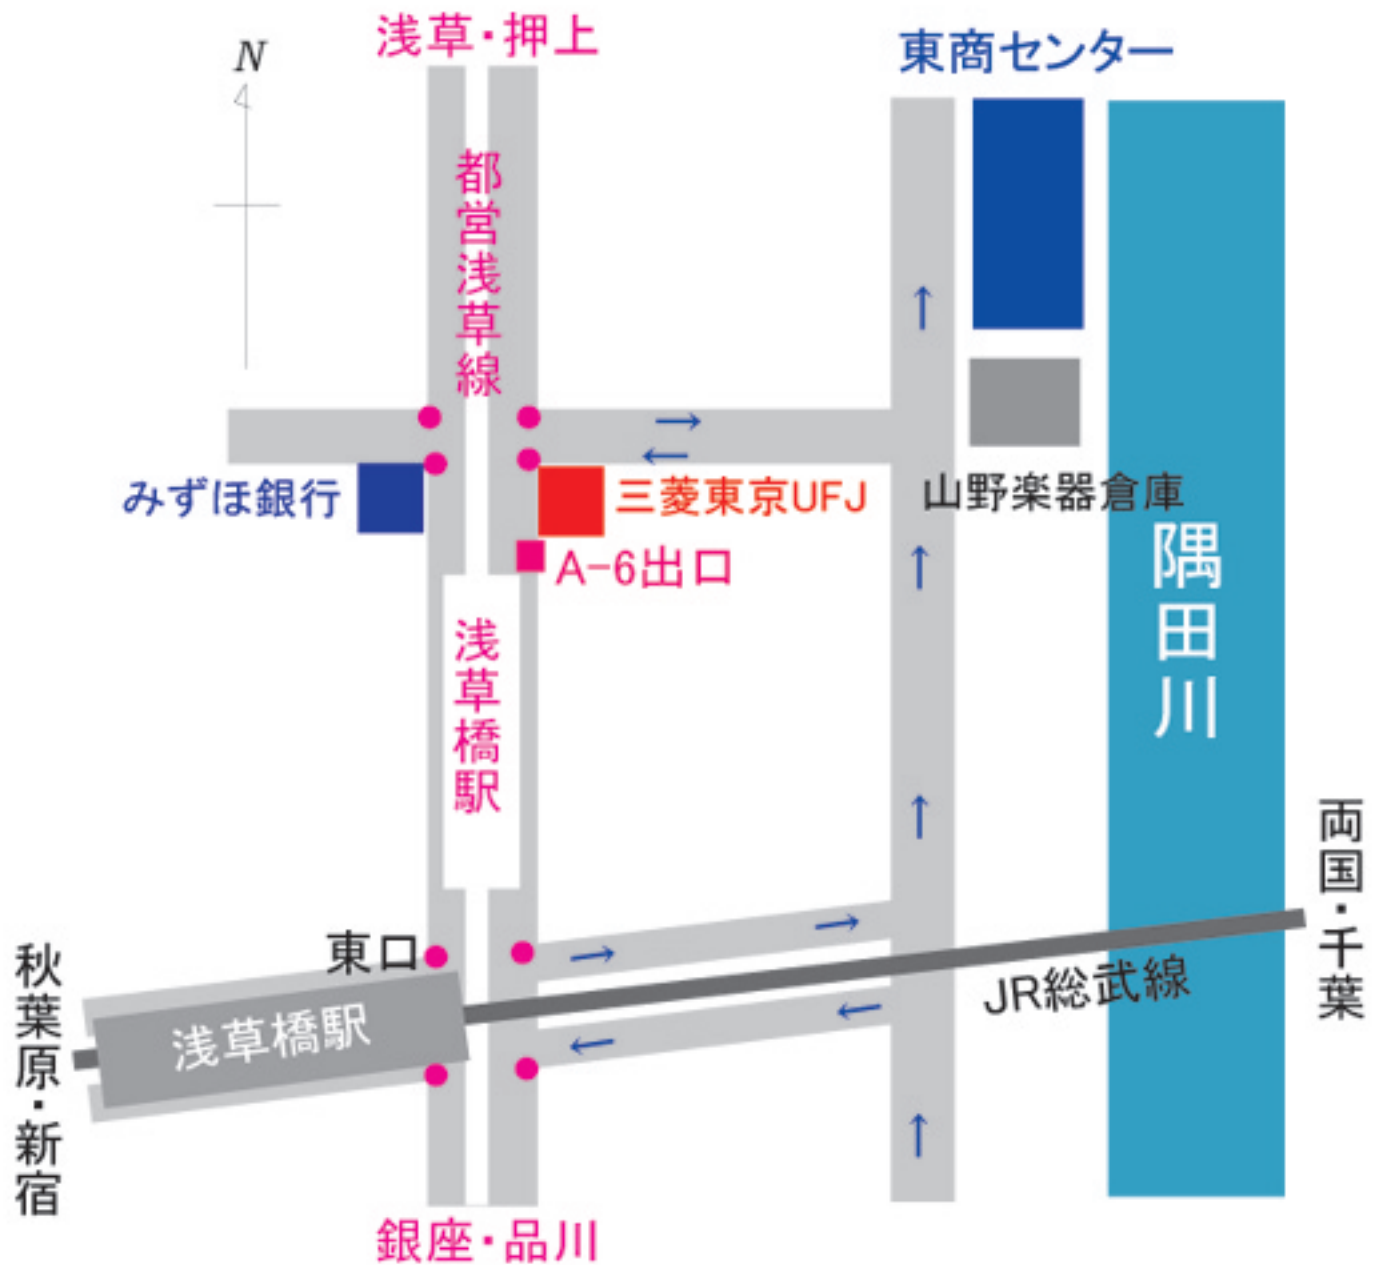 浅草・押上
東商センター
N
都営浅草線
みずほ銀行
三菱東京UFJ
山野楽器倉庫
A-6出口
隅田川
浅草橋駅
両国・千葉
東口
秋葉原・新宿
浅草橋駅
JR総武線
銀座・品川